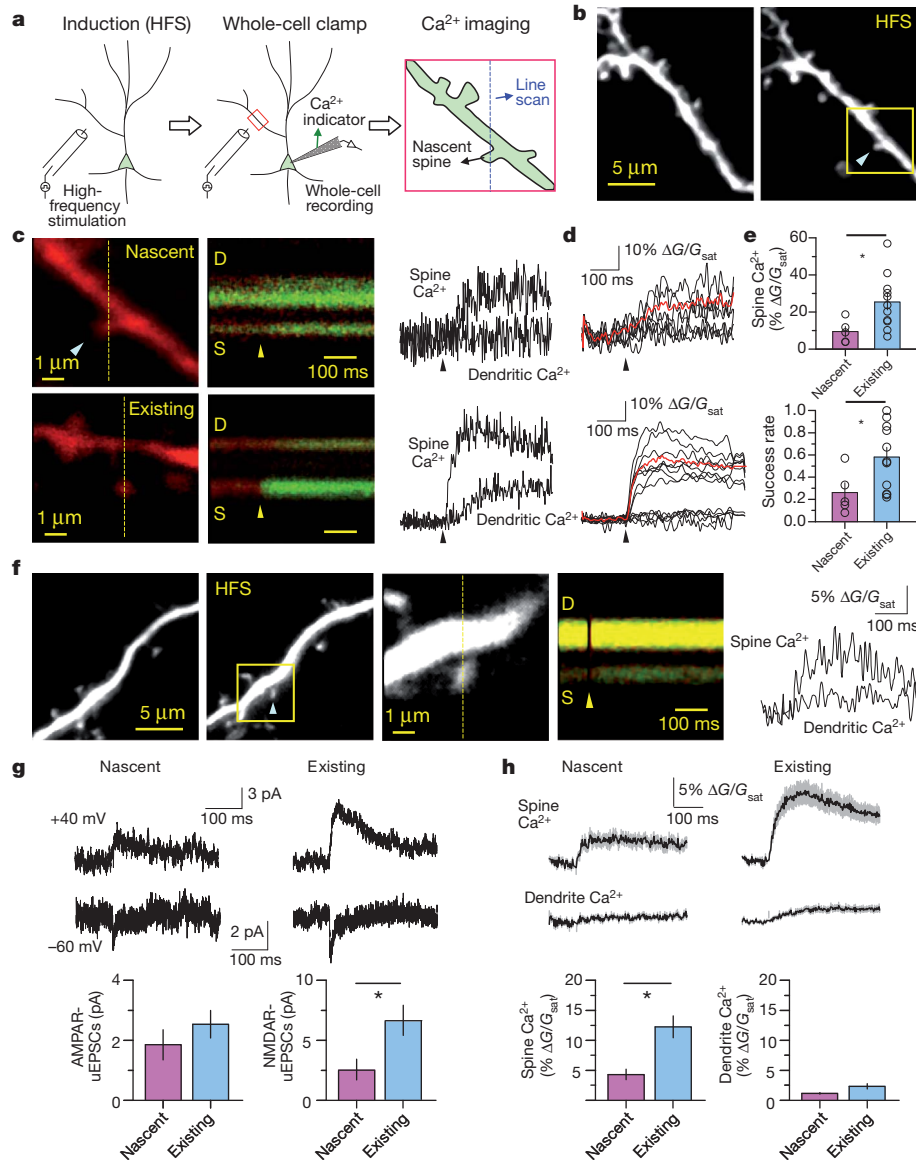 a
Induction (HFS)
Whole-cell clamp
Ca2+ imaging
Ca2+
indicator
Line
scan
Nascent
spine
High-
frequency
stimulation
Whole-cell
recording
b
HFS
5 μm
c
Nascent
1 μm
D
S
100 ms
Spine
Ca2+
Dendritic Ca2+
Existing
1 μm
D
S
Spine
Ca2+
Dendritic Ca2+
d
10% ΔG/Gsat
100 ms
10% ΔG/Gsat
100 ms
e
Spine Ca2+
(% ΔG/Gsat)
60
40
20
0
Nascent
Existing
*
Success rate
1.0
0.8
0.6
0.4
0.2
0.0
Nascent
Existing
*
f
HFS
5 μm
1 μm
D
S
100 ms
5% ΔG/Gsat
100 ms
Spine Ca2+
Dendritic Ca2+
g
Nascent
Existing
3 pA
100 ms
+40 mV
–60 mV
2 pA
100 ms
AMPAR-
uEPSCs (pA)
4
2
0
Nascent
Existing
NMDAR-
uEPSCs (pA)
10
5
0
*
Nascent
Existing
h
Nascent
Existing
5% ΔG/Gsat
100 ms
Spine
Ca2+
Dendrite Ca2+
Spine Ca2+
(% ΔG/Gsat)
20
15
10
5
0
*
Nascent
Existing
Dendrite Ca2+
(% ΔG/Gsat)
20
15
10
5
0
Nascent
Existing